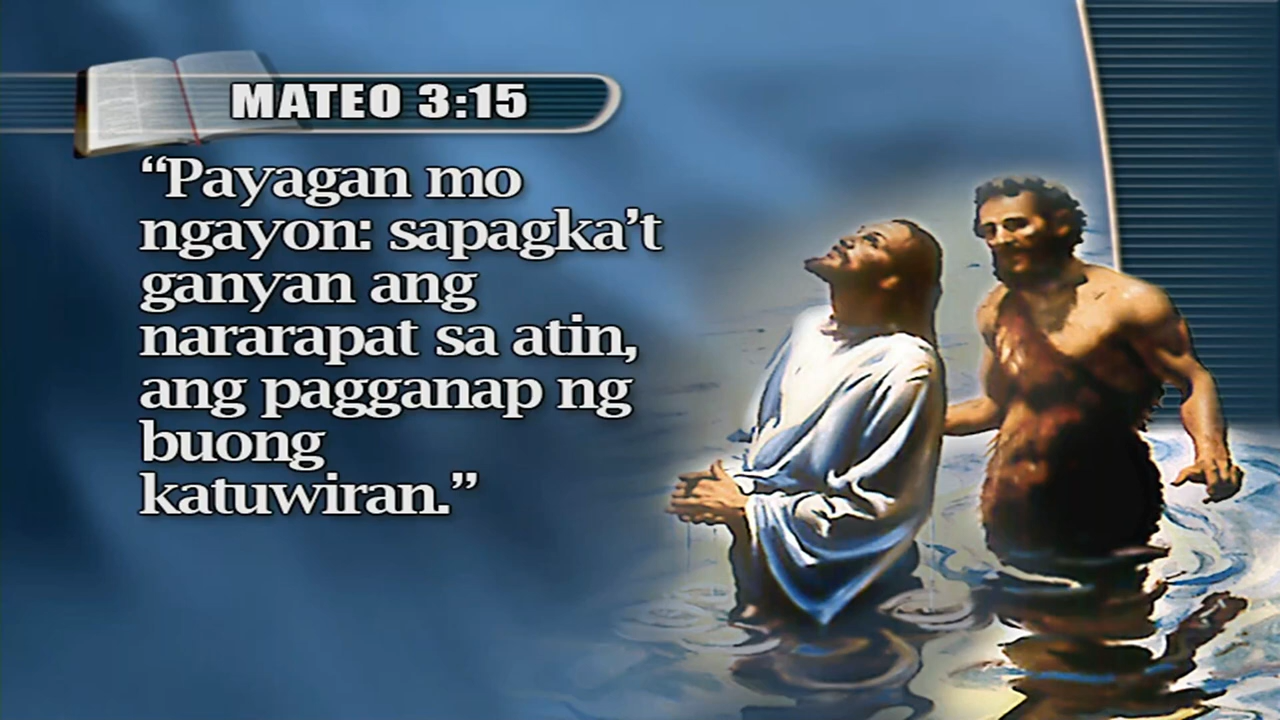 MATEO 3:15
“Payagan mo
ngayon: sapagka’t
ganyan ang
nararapat sa atin,
ang pagganap ng
buong
katuwiran.”